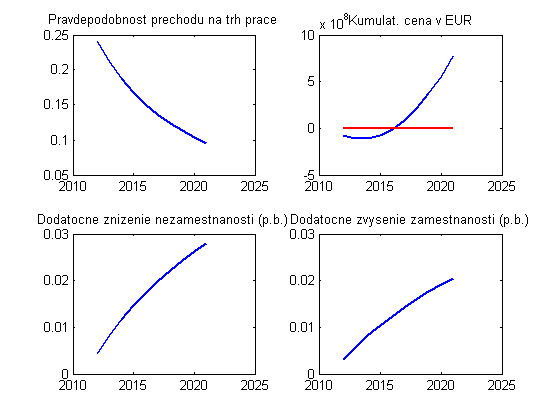 Pravdepodobnost prechodu na trh prace
0.25
0.2
0.15
0.1
0.05
2010 2015 2020 2025
x 10^8 Kumulat. cena v EUR
10
5
0
-5
2010 2015 2020 2025
Dodatocne znizenie nezamestnanosti (p.b.)
0.03
0.02
0.01
0
2010 2015 2020 2025
Dodatocne zvysenie zamestnanosti (p.b.)
0.03
0.02
0.01
0
2010 2015 2020 2025